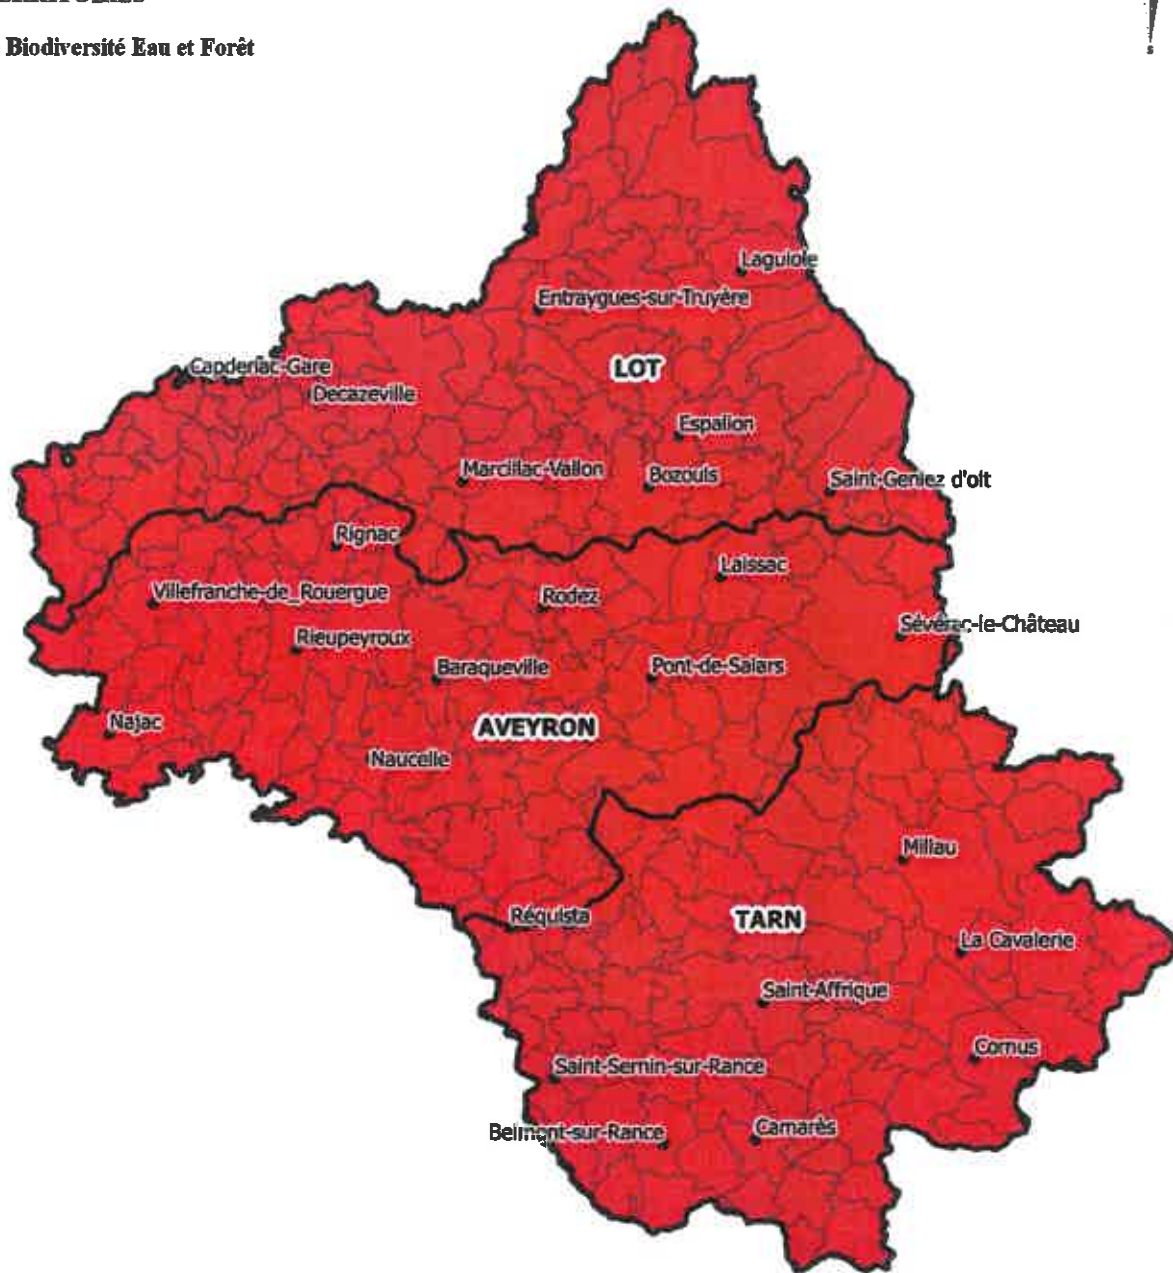 Biodiversité Eau et Forêt
s
Laguiole
Entraygues-sur-Truyère
Capdenac-Gare
LOT
Decazeville
Espalion
Marcillac-Vallon
Bozouls
Saint-Geniez d'olt
Rignac
Laissac
Villefranche-de_Rouergue
Rodez
Sévérac-le-Château
Rieupeyroux
Baraqueville
Pont-de-Salars
Najac
AVEYRON
Naucelle
Millau
Réquista
TARN
La Cavalerie
Saint-Affrique
Cornus
Saint-Sernin-sur-Rance
Belmont-sur-Rance
Camarès